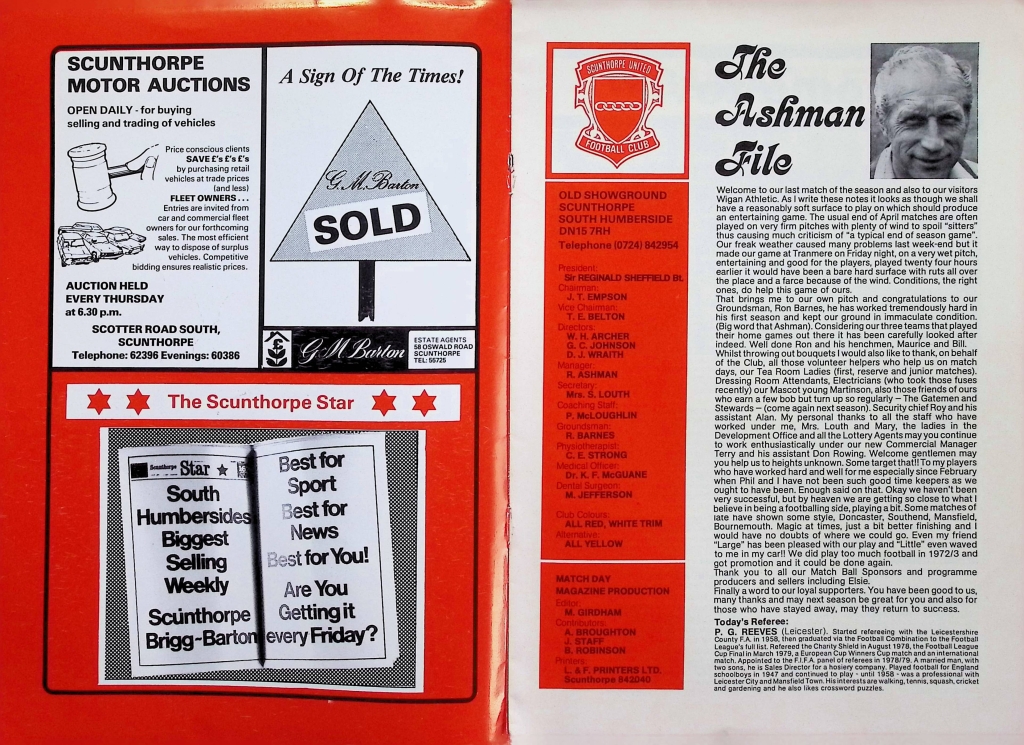 SCUNTHORPE
MOTOR AUCTIONS
OPEN DAILY - for buying
selling and trading of vehicles
Price conscious clients
SAVE £'s £'s £'s
by purchasing retail
vehicles at trade prices
(and less)
FLEET OWNERS...
Entries are invited from
car and commercial fleet
owners for our forthcoming
sales. The most efficient
way to dispose of surplus
vehicles. Competitive
bidding ensures realistic prices.
AUCTION HELD
EVERY THURSDAY
at 6.30 p.m.
SCOTTER ROAD SOUTH,
SCUNTHORPE
Telephone: 62396 Evenings: 60386
A Sign Of The Times!
G.M.Barton
SOLD
G.M.Barton
ESTATE AGENTS
58 OSWALD ROAD
SCUNTHORPE
TEL: 55725
The Scunthorpe Star
Scunthorpe Star
South
Humbersides
Biggest
Selling
Weekly
Scunthorpe
Brigg-Barton
Best for
Sport
Best for
News
Best for You!
Are You
Getting it
every Friday?
SCUNTHORPE UNITED
FOOTBALL CLUB
OLD SHOWGROUND
SCUNTHORPE
SOUTH HUMBERSIDE
DN15 7RH
Telephone (0724) 842954
President:
Sir REGINALD SHEFFIELD Bt.
Chairman:
J. T. EMPSON
Vice Chairman:
T. E. BELTON
Directors:
W. H. ARCHER
G. C. JOHNSON
D. J. WRAITH
Manager:
R. ASHMAN
Secretary:
Mrs. S. LOUTH
Coaching Staff:
P. McLOUGHLIN
Groundsman:
R. BARNES
Physiotherapist:
C. E. STRONG
Medical Officer:
Dr. K. F. McGUANE
Dental Surgeon:
M. JEFFERSON
Club Colours:
ALL RED, WHITE TRIM
Alternative:
ALL YELLOW
MATCH DAY
MAGAZINE PRODUCTION
Editor:
M. GIRDHAM
Contributors:
A. BROUGHTON
J. STAFF
B. ROBINSON
Printers:
L. & F. PRINTERS LTD.
Scunthorpe 842040
The
Ashman
File
Welcome to our last match of the season and also to our visitors
Wigan Athletic. As I write these notes it looks as though we shall
have a reasonably soft surface to play on which should produce
an entertaining game. The usual end of April matches are often
played on very firm pitches with plenty of wind to spoil "sitters"
thus causing much criticism of "a typical end of season game".
Our freak weather caused many problems last week-end but it
made our game at Tranmere on Friday night, on a very wet pitch,
entertaining and good for the players, played twenty four hours
earlier it would have been a bare hard surface with ruts all over
the place and a farce because of the wind. Conditions, the right
ones, do help this game of ours.
That brings me to our own pitch and congratulations to our
Groundsman, Ron Barnes, he has worked tremendously hard in
his first season and kept our ground in immaculate condition.
(Big word that Ashman). Considering our three teams that played
their home games out there it has been carefully looked after
indeed. Well done Ron and his henchmen, Maurice and Bill.
Whilst throwing out bouquets I would also like to thank, on behalf
of the Club, all those volunteer helpers who help us on match
days, our Tea Room Ladies (first, reserve and junior matches).
Dressing Room Attendants, Electricians (who took those fuses
recently) our Mascot young Martinson, also those friends of ours
who earn a few bob but turn up so regularly – The Gatemen and
Stewards – (come again next season). Security chief Roy and his
assistant Alan. My personal thanks to all the staff who have
worked under me, Mrs. Louth and Mary, the ladies in the
Development Office and all the Lottery Agents may you continue
to work enthusiastically under our new Commercial Manager
Terry and his assistant Don Rowing. Welcome gentlemen may
you help us to heights unknown. Some target that!! To my players
who have worked hard and well for me especially since February
when Phil and I have not been such good time keepers as we
ought to have been. Enough said on that. Okay we haven't been
very successful, but by heaven we are getting so close to what I
believe in being a footballing side, playing a bit. Some matches of
late have shown some style, Doncaster, Southend, Mansfield,
Bournemouth. Magic at times, just a bit better finishing and I
would have no doubts of where we could go. Even my friend
"Large" has been pleased with our play and "Little" even waved
to me in my car!! We did play too much football in 1972/3 and
got promotion and it could be done again.
Thank you to all our Match Ball Sponsors and programme
producers and sellers including Elsie.
Finally a word to our loyal supporters. You have been good to us,
many thanks and may next season be great for you and also for
those who have stayed away, may they return to success.
Today's Referee:
P. G. REEVES (Leicester). Started refereeing with the Leicestershire
County F.A. in 1958, then graduated via the Football Combination to the Football
League's full list. Refereed the Charity Shield in August 1978, the Football League
Cup Final in March 1979, a European Cup Winners Cup match and an international
match. Appointed to the F.I.F.A. panel of referees in 1978/79. A married man, with
two sons, he is Sales Director for a hosiery company. Played football for England
schoolboys in 1947 and continued to play - until 1958 - was a professional with
Leicester City and Mansfield Town. His interests are walking, tennis, squash, cricket
and gardening and he also likes crossword puzzles.